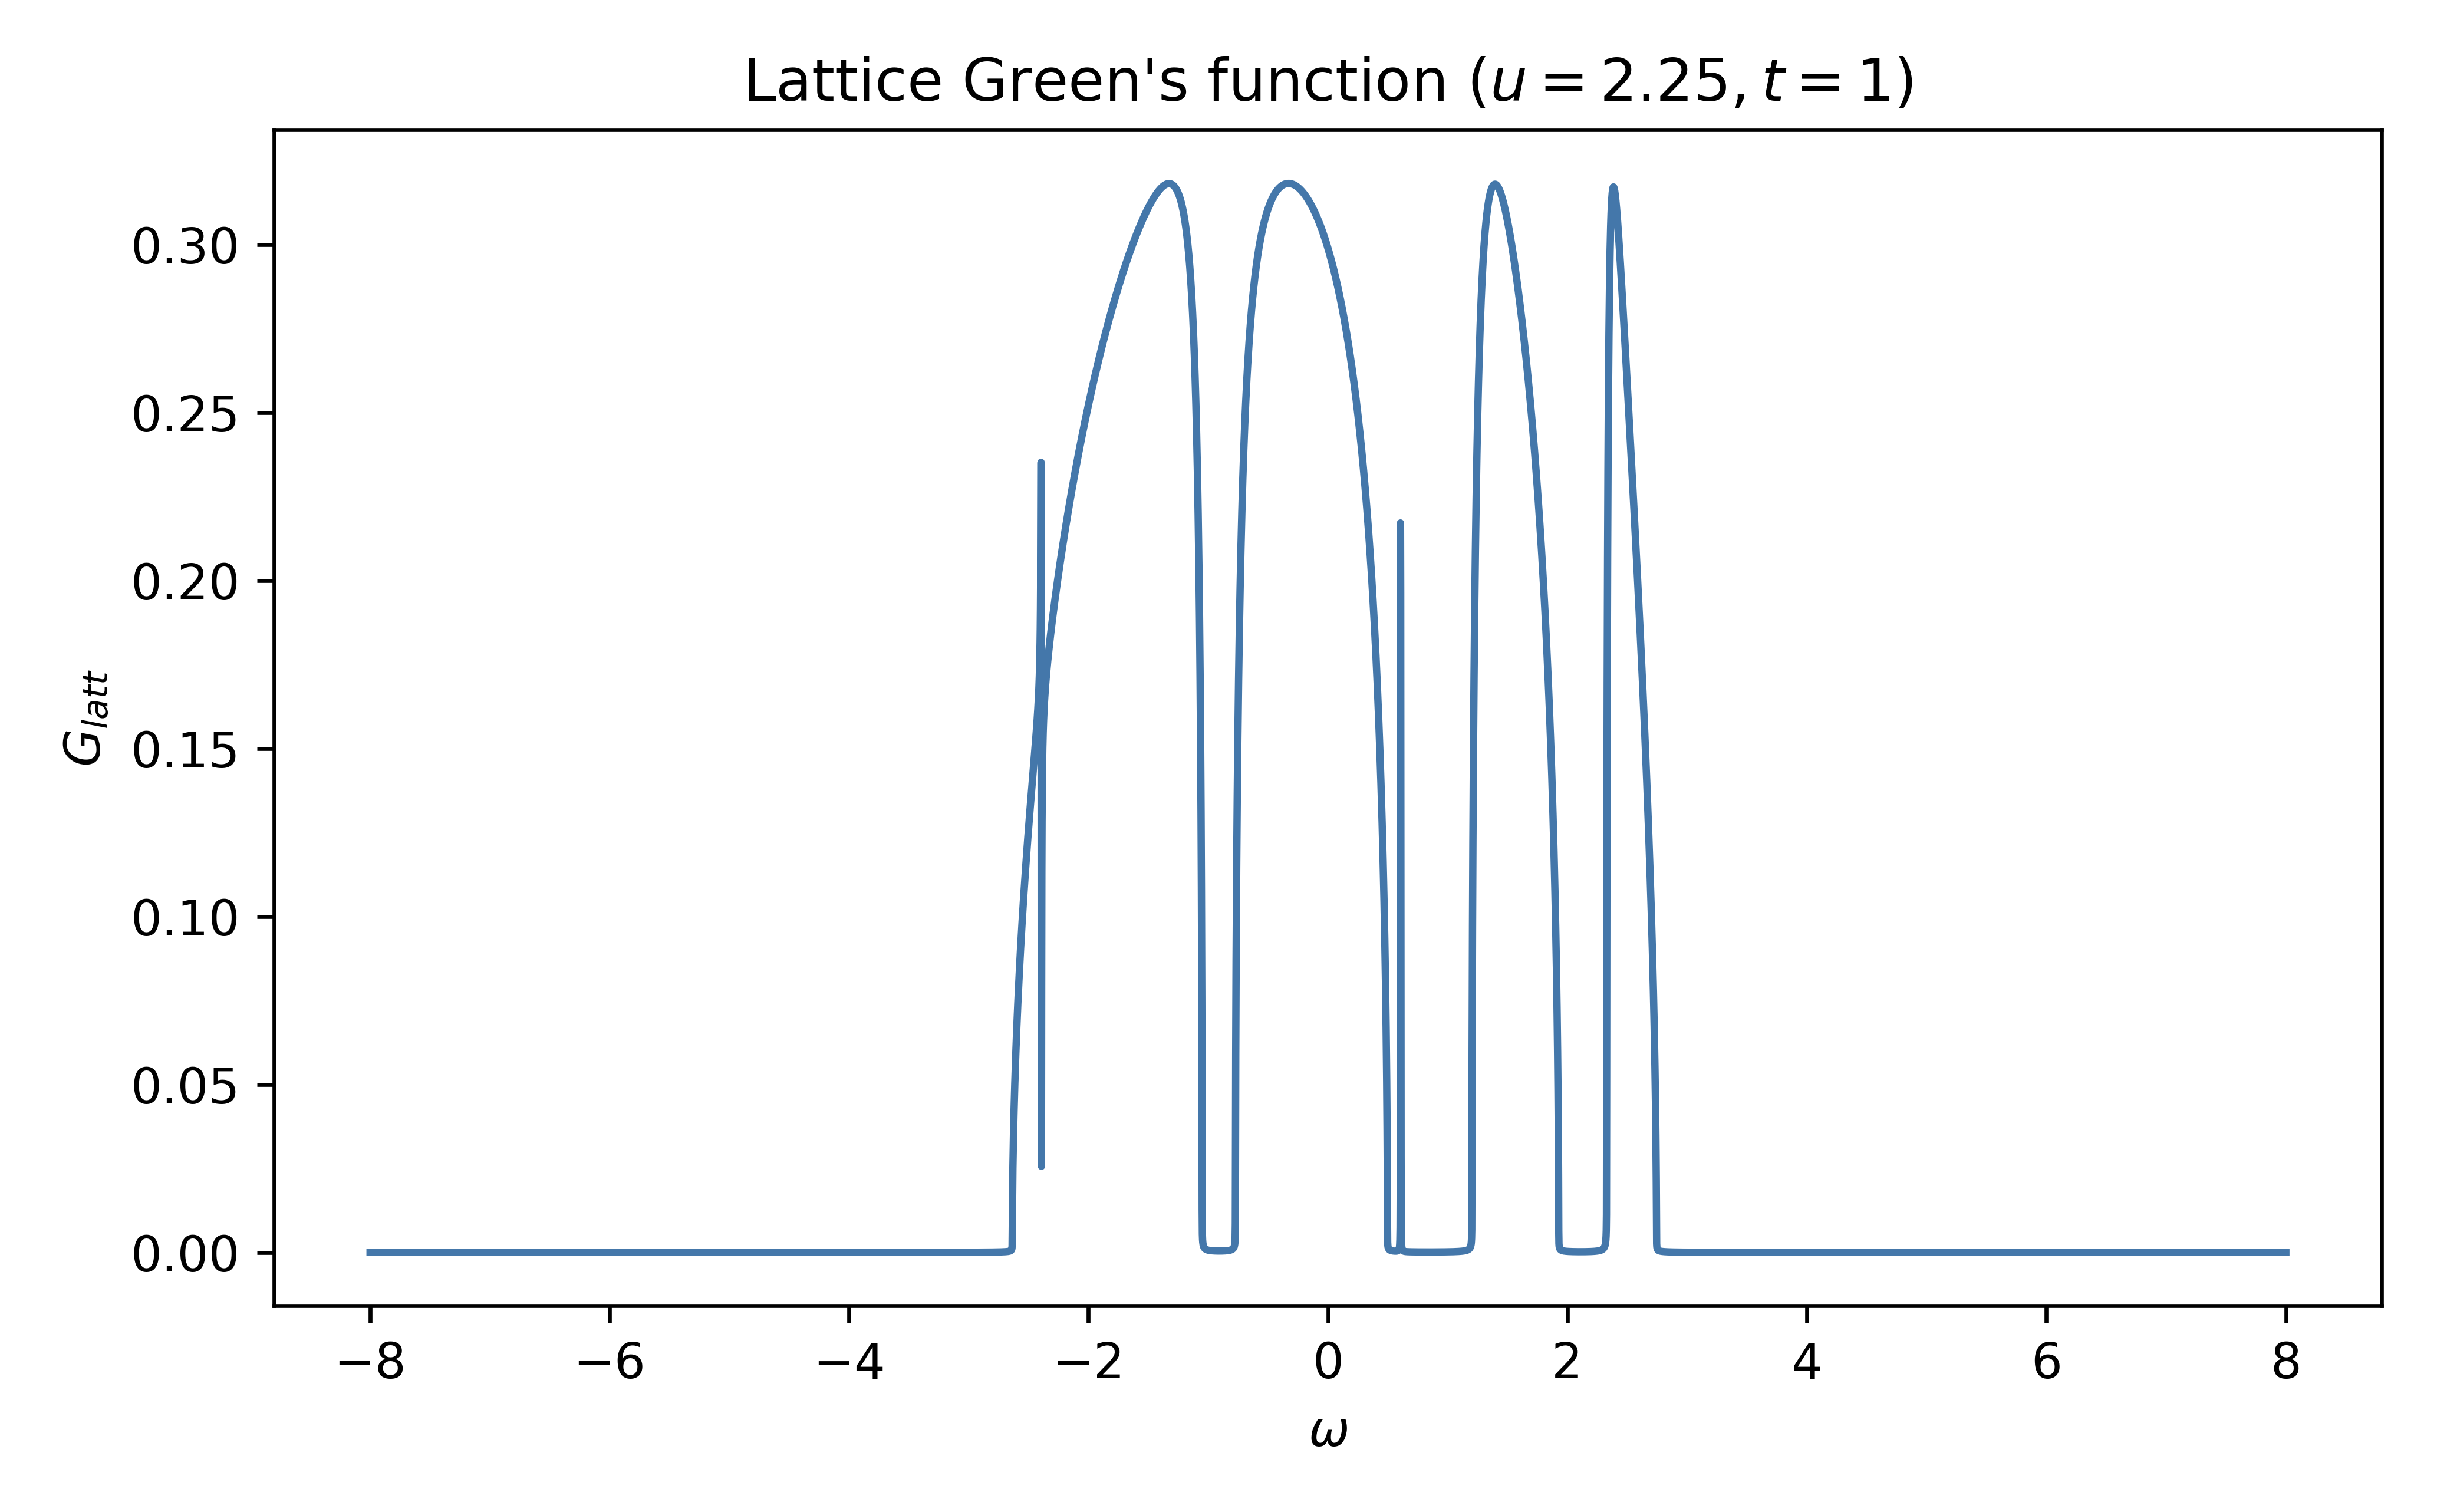 Lattice Green's function (u = 2.25, t = 1)
G_latt
0.30
0.25
0.20
0.15
0.10
0.05
0.00
−8 −6 −4 −2 0 2 4 6 8
ω